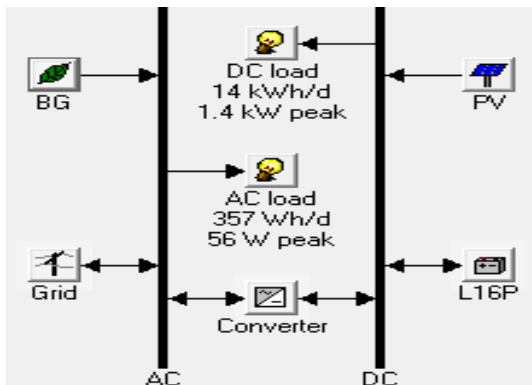 DC load
14 kWh/d
1.4 kW peak
BG
PV
AC load
357 Wh/d
56 W peak
Grid
Converter
L16P
AC
DC